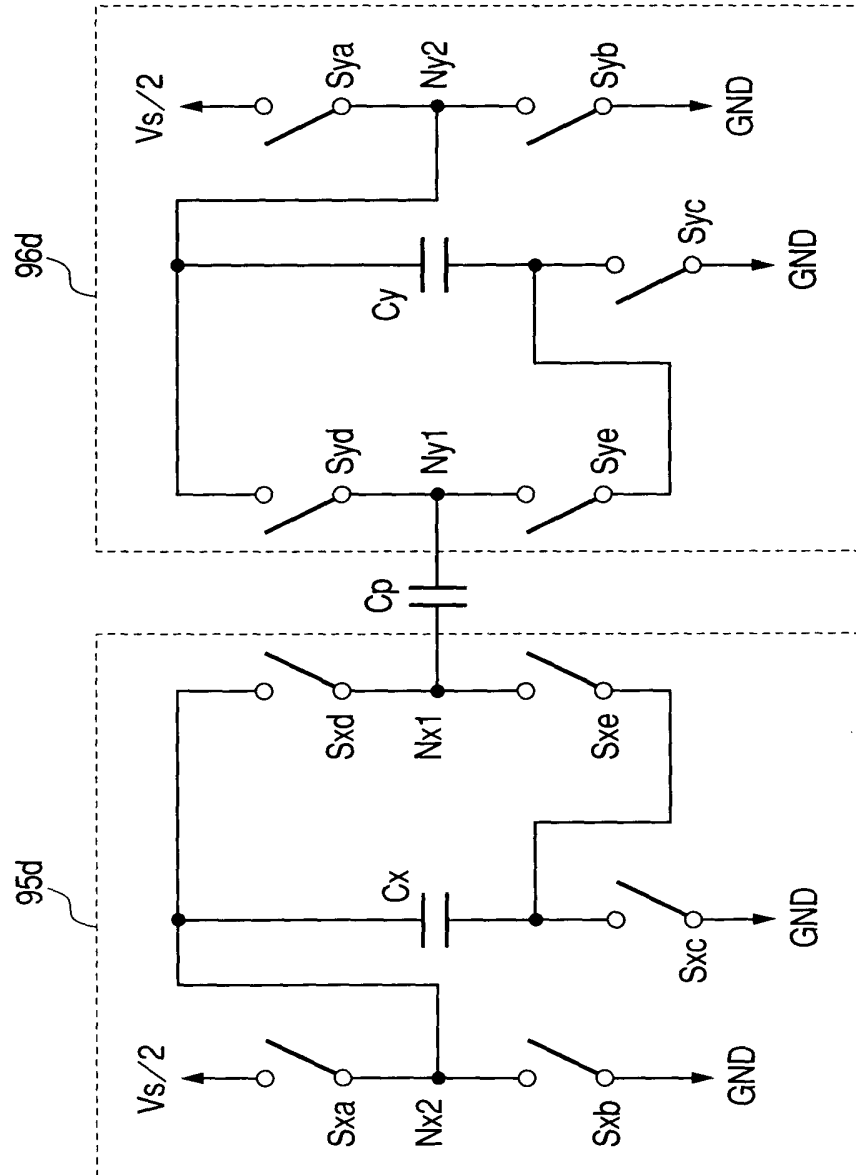 95d
96d
Vs/2
Sxa
Nx2
Sxb
GND
Cx
Sxc
GND
Sxd
Nx1
Sxe
Cp
Syd
Ny1
Sye
Cy
Syc
GND
Vs/2
Sya
Ny2
Syb
GND